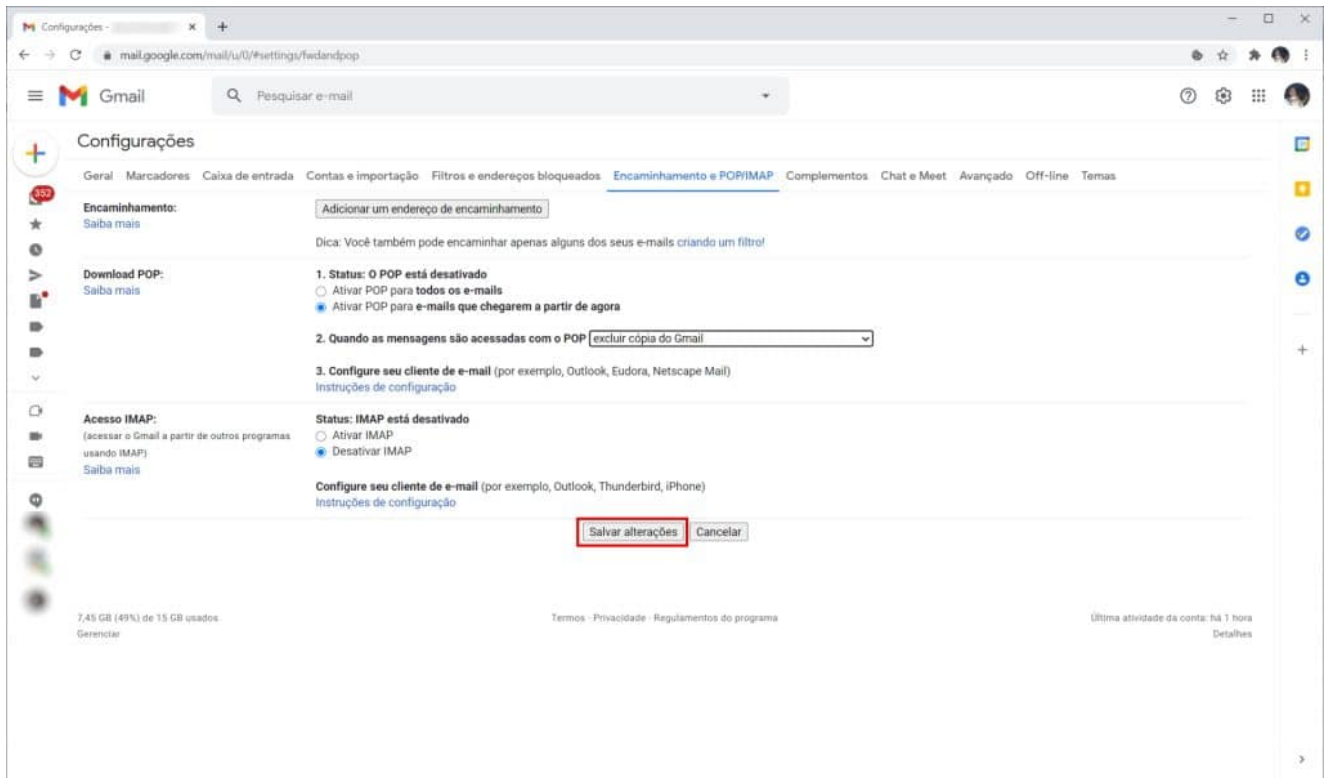 Configurações -
mail.google.com/mail/u/0/#settings/fwdandpop
Gmail
Pesquisar e-mail
Configurações
Geral Marcadores Caixa de entrada Contas e importação Filtros e endereços bloqueados Encaminhamento e POP/IMAP Complementos Chat e Meet Avançado Off-line Temas
352
Encaminhamento:
Saiba mais
Adicionar um endereço de encaminhamento
Dica: Você também pode encaminhar apenas alguns dos seus e-mails criando um filtro!
Download POP:
Saiba mais
1. Status: O POP está desativado
Ativar POP para todos os e-mails
Ativar POP para e-mails que chegarem a partir de agora
2. Quando as mensagens são acessadas com o POP excluir cópia do Gmail
3. Configure seu cliente de e-mail (por exemplo, Outlook, Eudora, Netscape Mail)
Instruções de configuração
Acesso IMAP:
(acessar o Gmail a partir de outros programas
usando IMAP)
Saiba mais
Status: IMAP está desativado
Ativar IMAP
Desativar IMAP
Configure seu cliente de e-mail (por exemplo, Outlook, Thunderbird, iPhone)
Instruções de configuração
Salvar alterações Cancelar
7,45 GB (49%) de 15 GB usados
Gerenciar
Termos · Privacidade · Regulamentos do programa
Última atividade da conta: há 1 hora
Detalhes